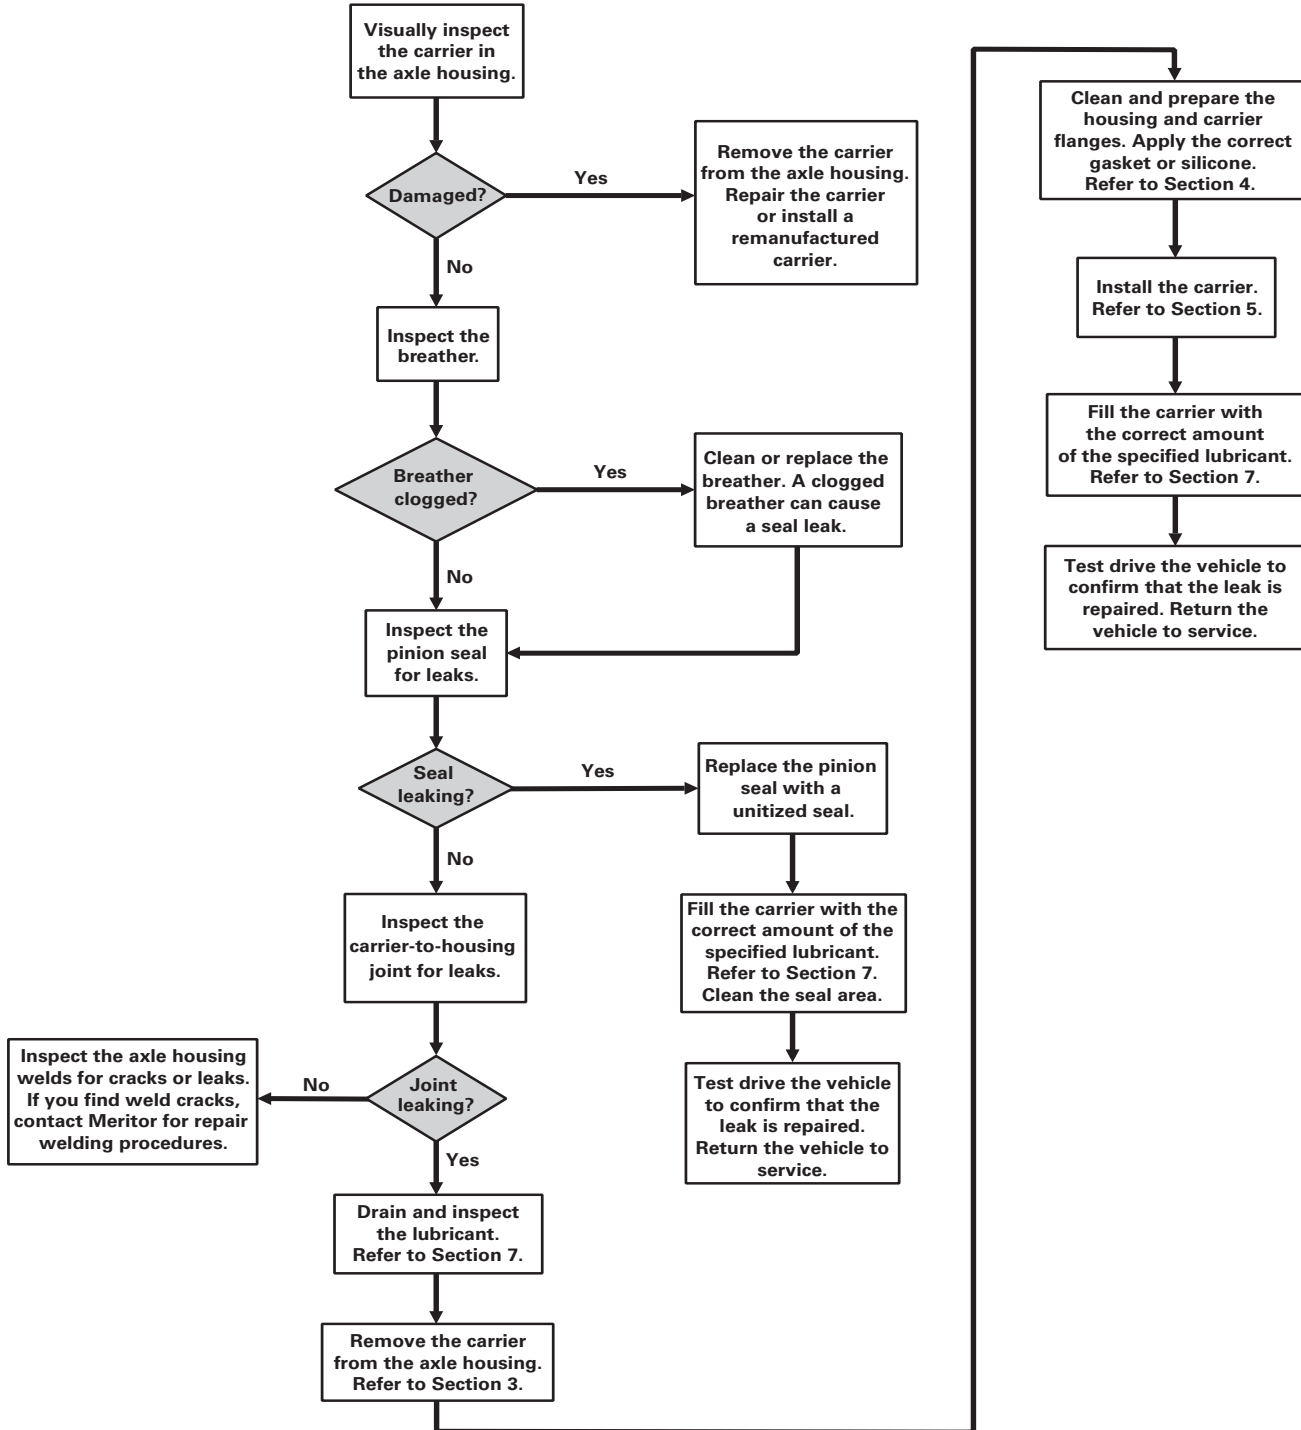 Visually inspect
the carrier in
the axle housing.
Damaged?
Yes
Remove the carrier
from the axle housing.
Repair the carrier
or install a
remanufactured
carrier.
No
Inspect the
breather.
Breather
clogged?
Yes
Clean or replace the
breather. A clogged
breather can cause
a seal leak.
No
Inspect the
pinion seal
for leaks.
Seal
leaking?
Yes
Replace the pinion
seal with a
unitized seal.
Fill the carrier with the
correct amount of the
specified lubricant.
Refer to Section 7.
Clean the seal area.
Test drive the vehicle
to confirm that the
leak is repaired.
Return the vehicle to
service.
No
Inspect the
carrier-to-housing
joint for leaks.
Joint
leaking?
No
Inspect the axle housing
welds for cracks or leaks.
If you find weld cracks,
contact Meritor for repair
welding procedures.
Yes
Drain and inspect
the lubricant.
Refer to Section 7.
Remove the carrier
from the axle housing.
Refer to Section 3.
Clean and prepare the
housing and carrier
flanges. Apply the correct
gasket or silicone.
Refer to Section 4.
Install the carrier.
Refer to Section 5.
Fill the carrier with
the correct amount
of the specified lubricant.
Refer to Section 7.
Test drive the vehicle to
confirm that the leak is
repaired. Return the
vehicle to service.